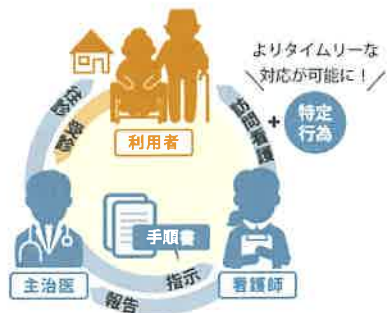 よりタイムリーな
対応が可能に！
往診
受診
訪問看護
+
特定
行為
利用者
手順書
主治医
看護師
指示
報告